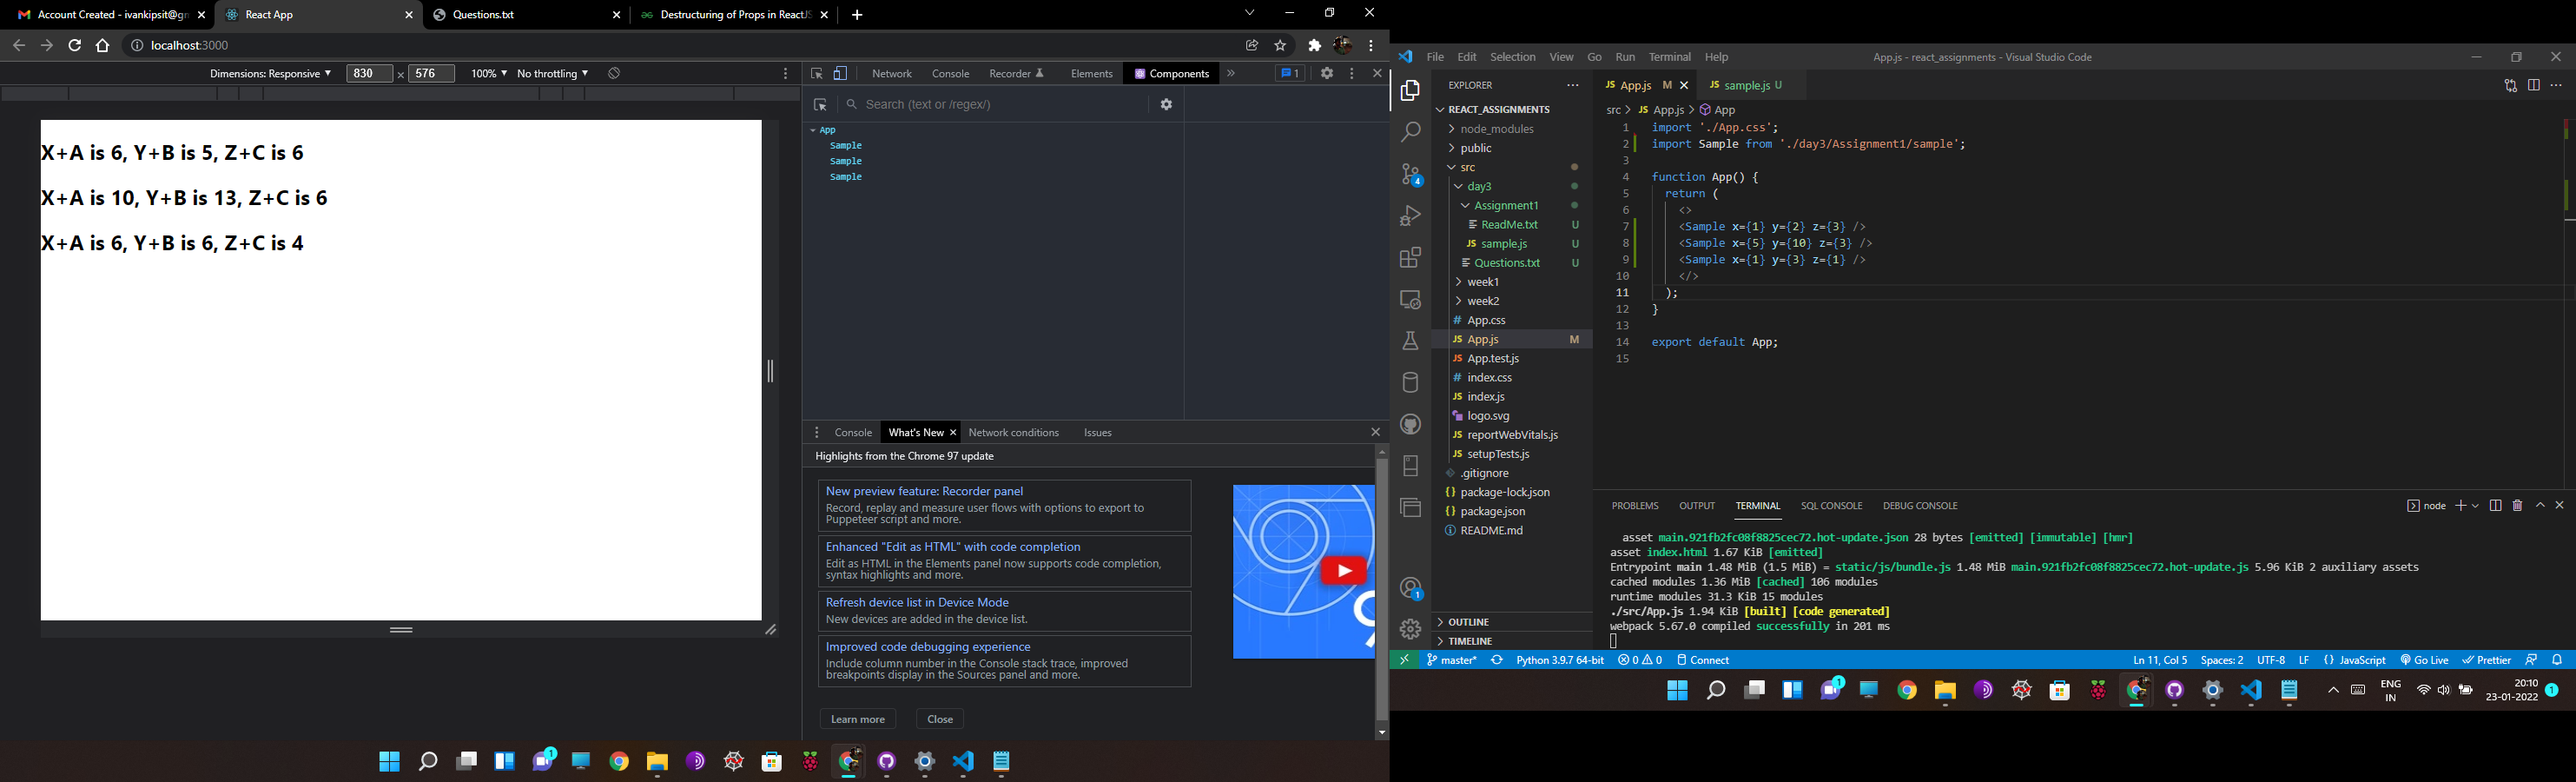 Account Created - ivankipsit@gn
React App
Questions.txt
Destructuring of Props in ReactJS
localhost:3000
Dimensions: Responsive ▼ 830 × 576 100% ▼ No throttling ▼
Network Console Recorder Elements Components » 1
Search (text or /regex/)
App
Sample
Sample
Sample
X+A is 6, Y+B is 5, Z+C is 6
X+A is 10, Y+B is 13, Z+C is 6
X+A is 6, Y+B is 6, Z+C is 4
Console What's New × Network conditions Issues
Highlights from the Chrome 97 update
New preview feature: Recorder panel
Record, replay and measure user flows with options to export to
Puppeteer script and more.
Enhanced "Edit as HTML" with code completion
Edit as HTML in the Elements panel now supports code completion,
syntax highlights and more.
Refresh device list in Device Mode
New devices are added in the device list.
Improved code debugging experience
Include column number in the Console stack trace, improved
breakpoints display in the Sources panel and more.
Learn more Close
File Edit Selection View Go Run Terminal Help App.js - react_assignments - Visual Studio Code
EXPLORER
REACT_ASSIGNMENTS
node_modules
public
src
day3
Assignment1
ReadMe.txt U
JS sample.js U
Questions.txt U
week1
week2
# App.css
JS App.js M
JS App.test.js
# index.css
JS index.js
logo.svg
JS reportWebVitals.js
JS setupTests.js
.gitignore
{} package-lock.json
{} package.json
README.md
OUTLINE
TIMELINE
4
1
JS App.js M × JS sample.js U
src > JS App.js > App
1 import './App.css';
2 import Sample from './day3/Assignment1/sample';
3
4 function App() {
5 return (
6 <>
7 <Sample x={1} y={2} z={3} />
8 <Sample x={5} y={10} z={3} />
9 <Sample x={1} y={3} z={1} />
10 </>
11 );
12 }
13
14 export default App;
15
PROBLEMS OUTPUT TERMINAL SQL CONSOLE DEBUG CONSOLE node
asset main.921fb2fc08f8825cec72.hot-update.json 28 bytes [emitted] [immutable] [hmr]
asset index.html 1.67 KiB [emitted]
Entrypoint main 1.48 MiB (1.5 MiB) = static/js/bundle.js 1.48 MiB main.921fb2fc08f8825cec72.hot-update.js 5.96 KiB 2 auxiliary assets
cached modules 1.36 MiB [cached] 106 modules
runtime modules 31.3 KiB 15 modules
./src/App.js 1.94 KiB [built] [code generated]
webpack 5.67.0 compiled successfully in 201 ms
master* Python 3.9.7 64-bit 0 0 Connect Ln 11, Col 5 Spaces: 2 UTF-8 LF {} JavaScript Go Live Prettier
1
ENG
IN
20:10
23-01-2022
1
1